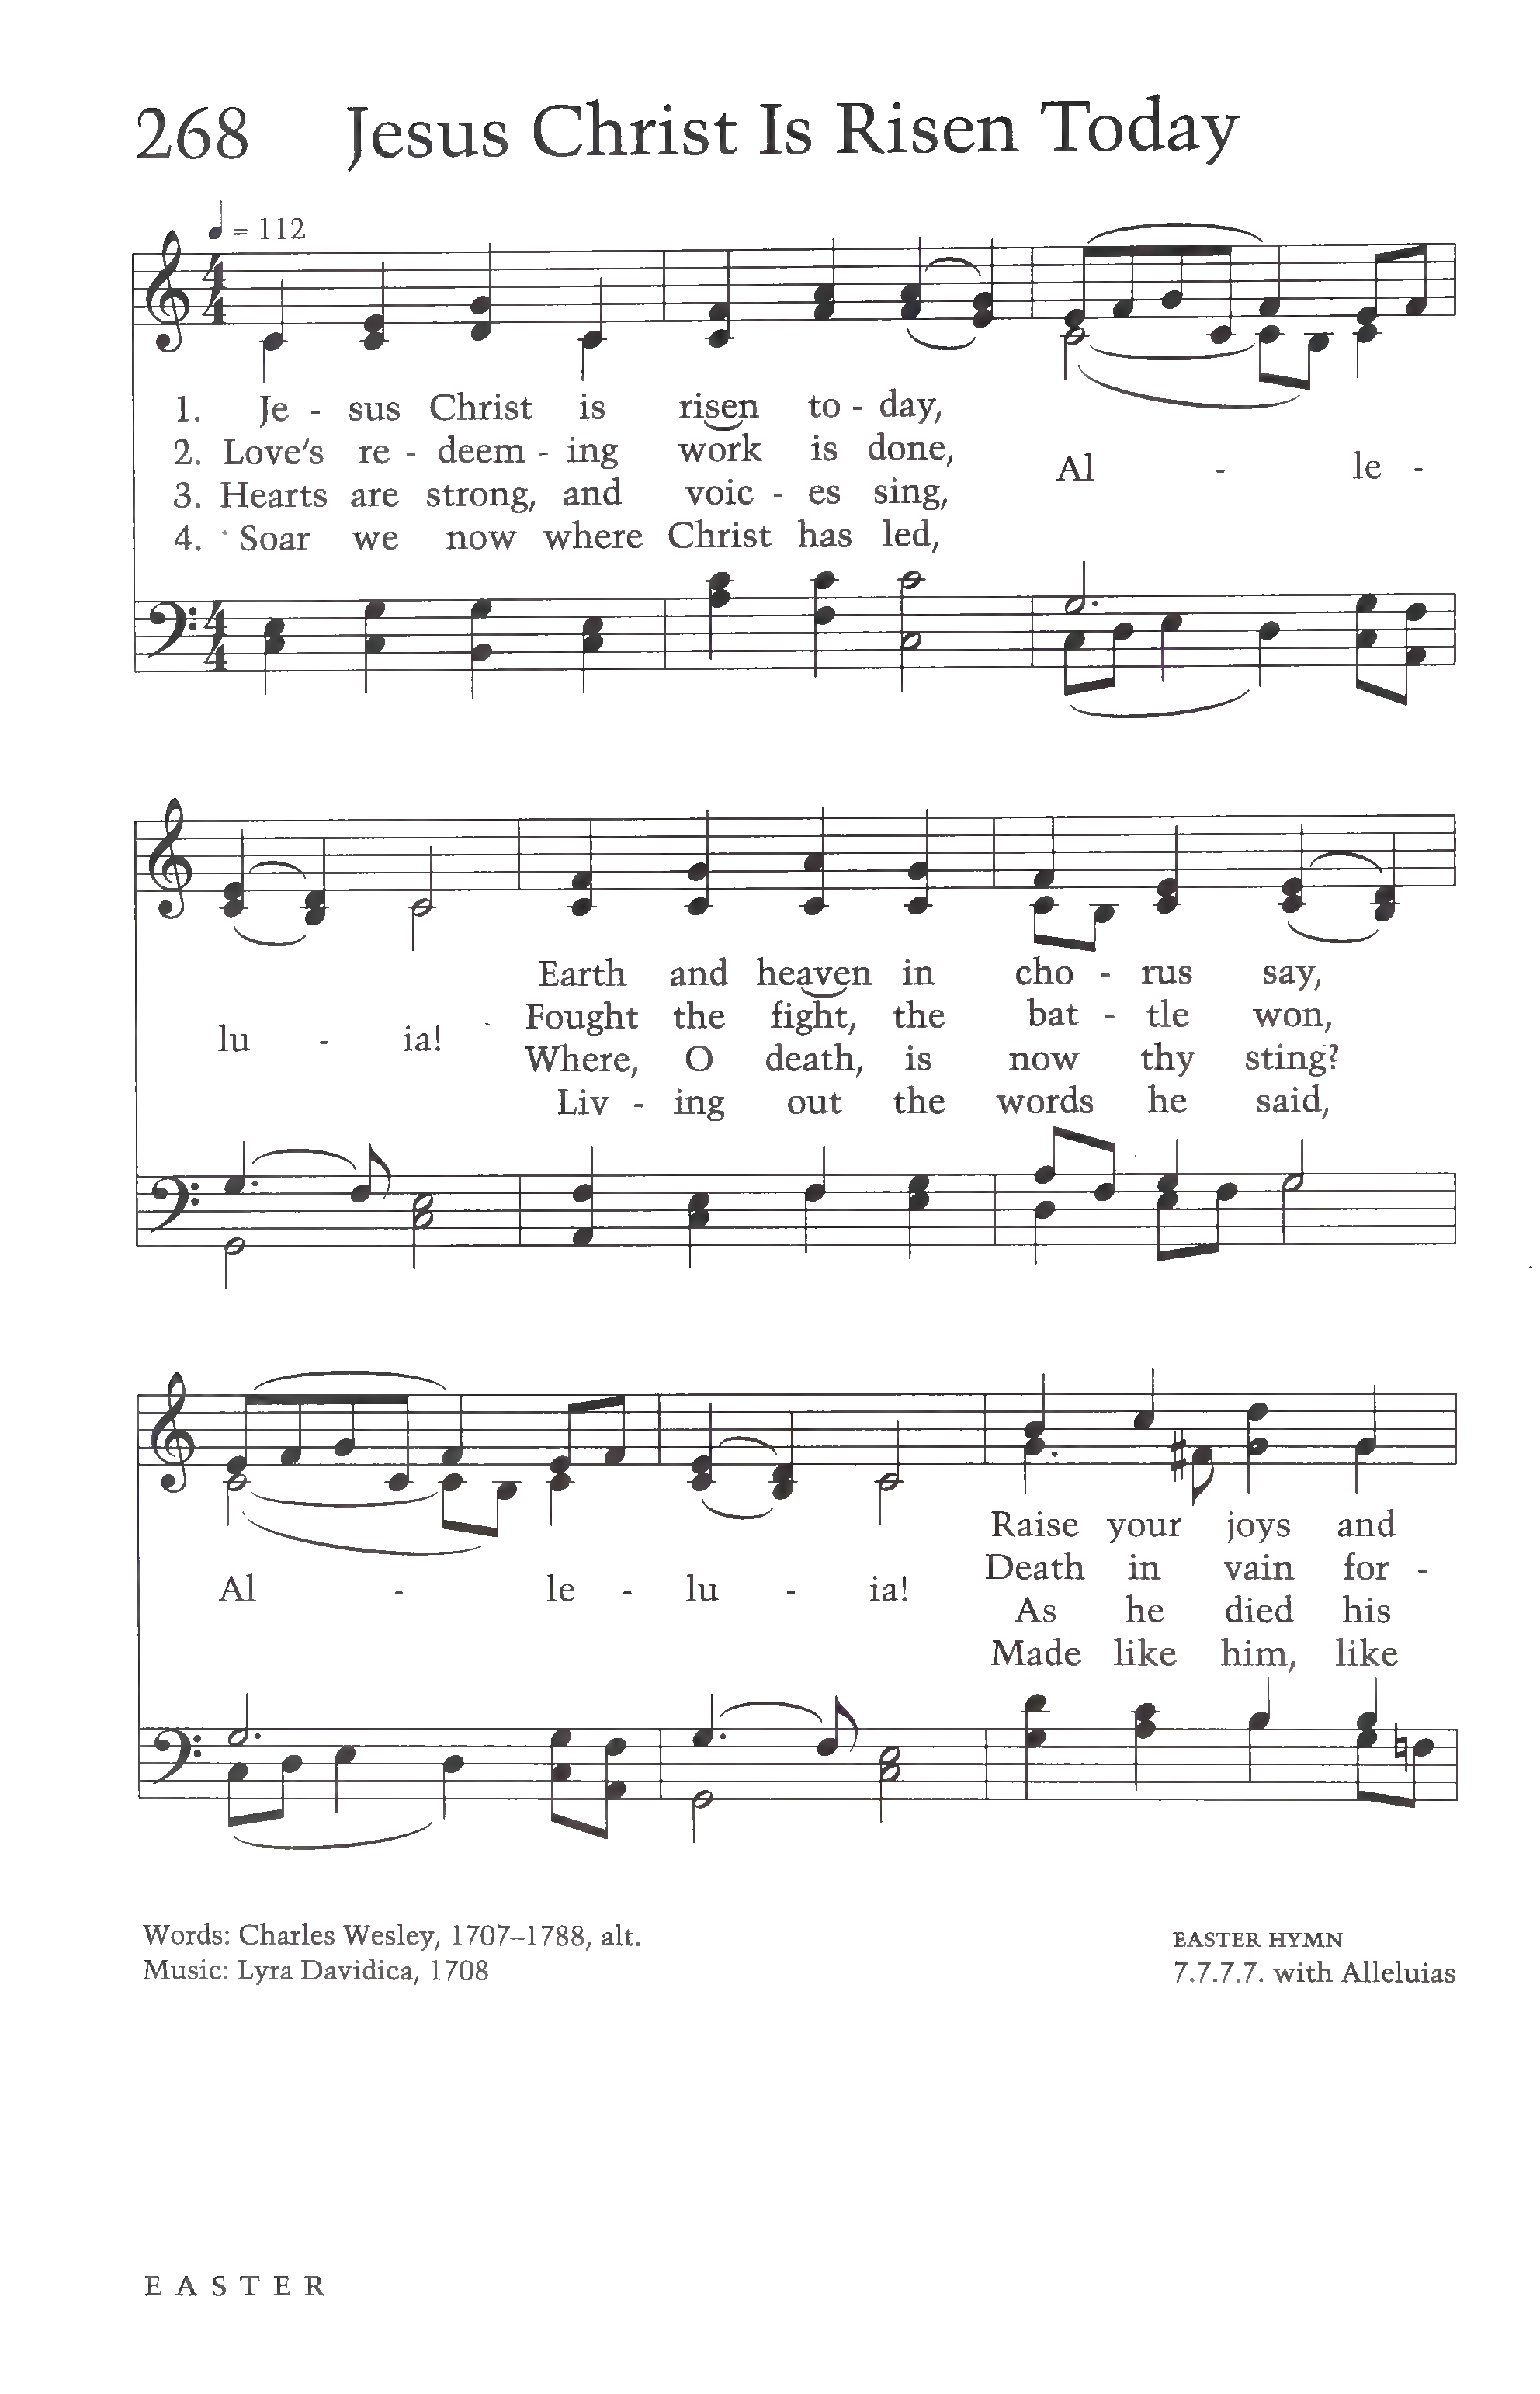 268 Jesus Christ Is Risen Today
= 112
1. Je - sus Christ is risen to - day,
2. Love's re - deem - ing work is done,
3. Hearts are strong, and voic - es sing,
4. Soar we now where Christ has led,
Al - le -
lu - ia!
Earth and heaven in cho - rus say,
Fought the fight, the bat - tle won,
Where, O death, is now thy sting?
Liv - ing out the words he said,
Al - le - lu - ia!
Raise your joys and
Death in vain for -
As he died his
Made like him, like
Words: Charles Wesley, 1707–1788, alt.
Music: Lyra Davidica, 1708
EASTER HYMN
7.7.7.7. with Alleluias
EASTER